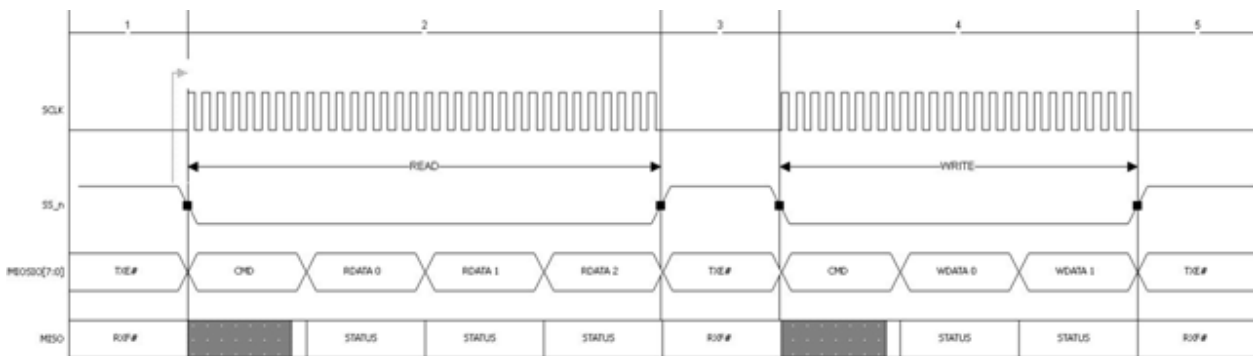 1 2 3 4 5
SCLK
READ WRITE
SS_n
MIOSIO[7:0] TXE# CMD RDATA 0 RDATA 1 RDATA 2 TXE# CMD WDATA 0 WDATA 1 TXE#
MISO RXF# STATUS STATUS STATUS RXF# STATUS STATUS RXF#